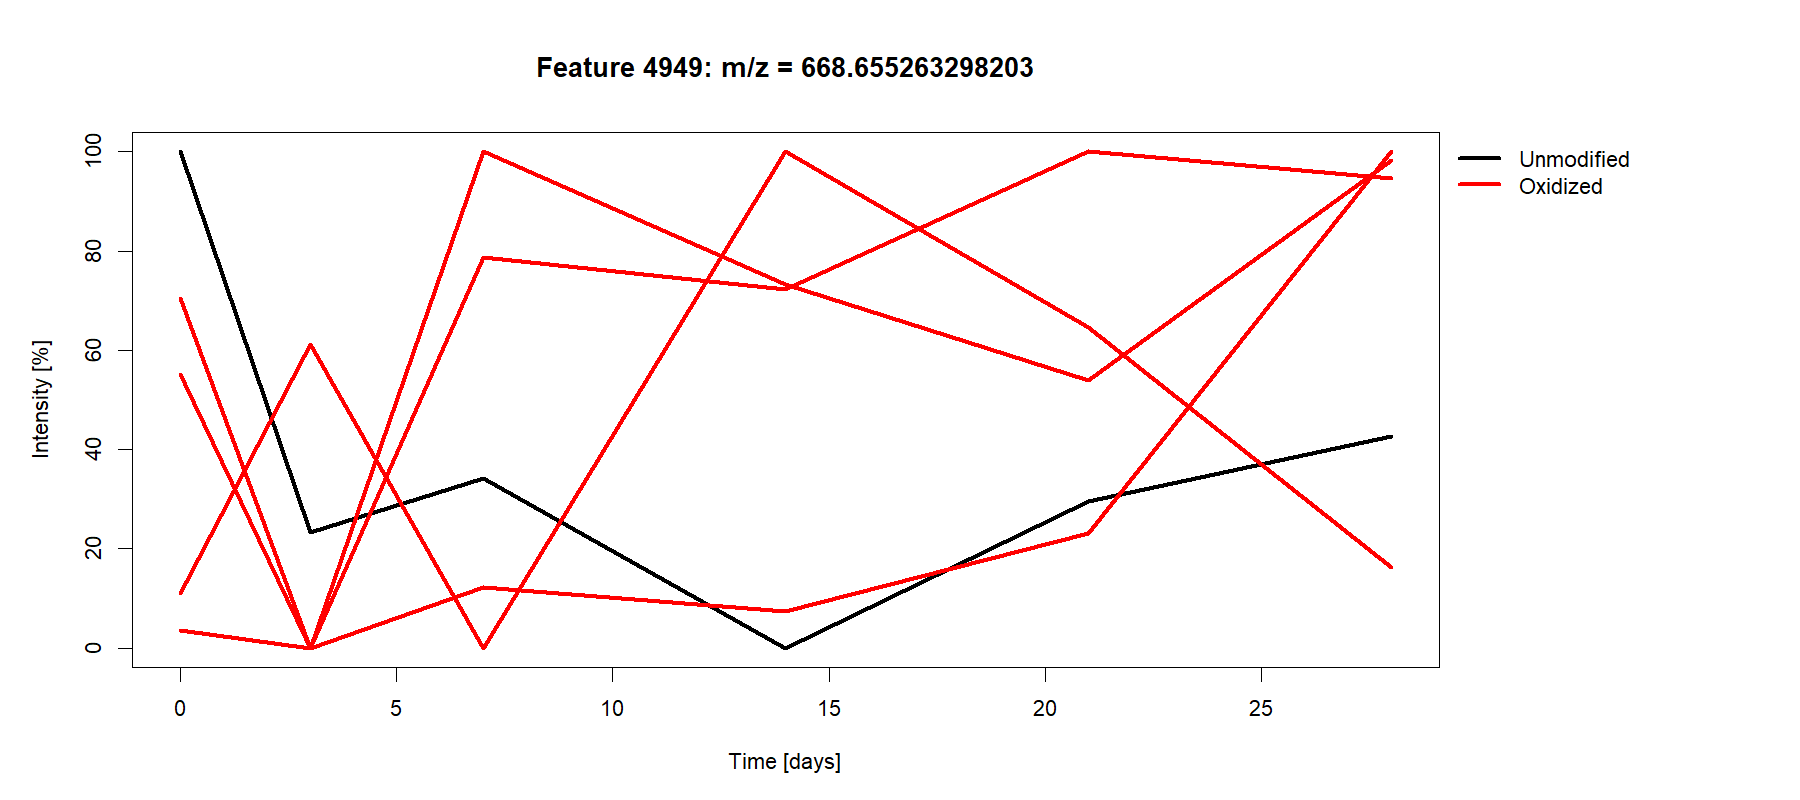 Feature 4949: m/z = 668.655263298203
Unmodified
Oxidized
Intensity [%]
100
80
60
40
20
0
0 5 10 15 20 25
Time [days]